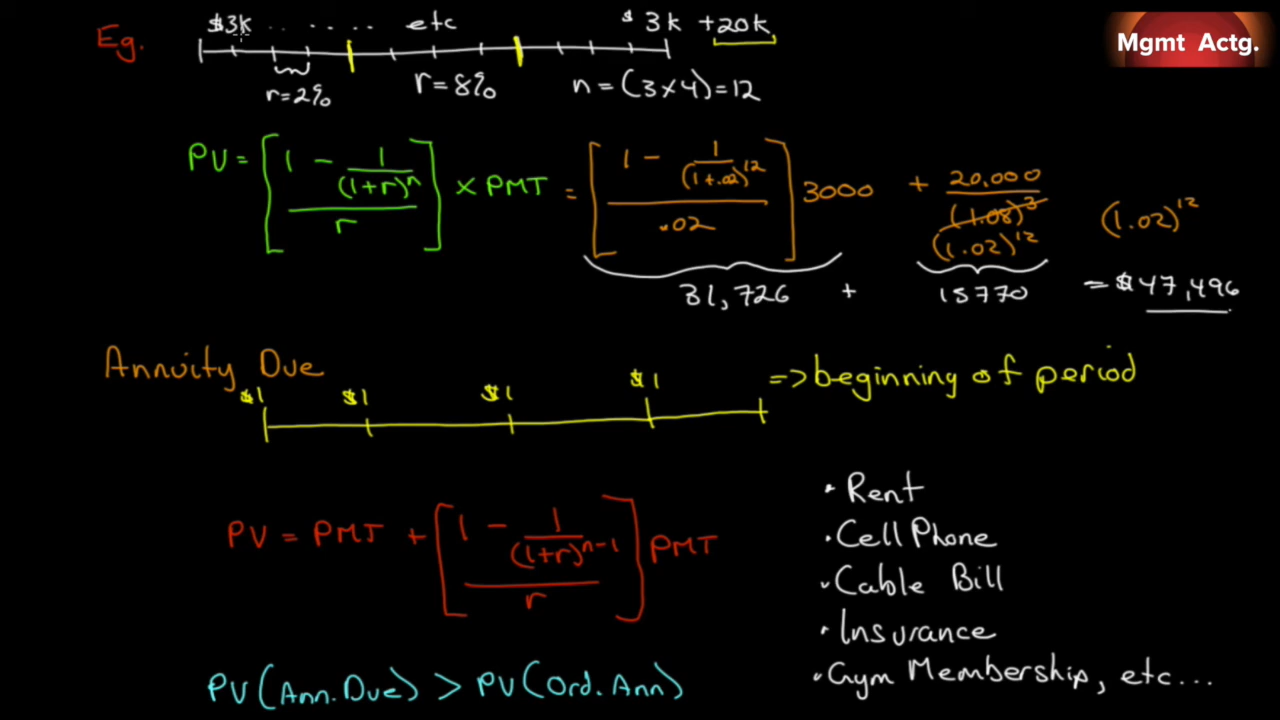 Eg. $3k ........ etc $3k +20k
Mgmt Actg.
r=2% r=8% n=(3x4)=12
PV = [ 1 - 1/(1+r)^n / r ] x PMT = [ 1 - 1/(1+.02)^12 / .02 ] 3000 + 20,000 / (1.08)^3 (1.02)^12 (1.02)^12
31,726 + 15770 = $47,496
Annuity Due
$1 $1 $1 $1 => beginning of period
PV = PMT + [ 1 - 1/(1+r)^n-1 / r ] PMT
• Rent
• Cell Phone
• Cable Bill
• Insurance
• Gym Membership, etc...
PV(Ann.Due) > PV(Ord.Ann)